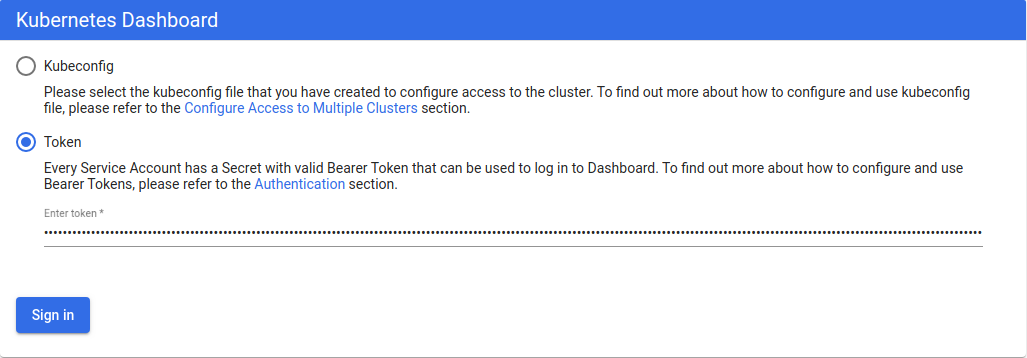 Kubernetes Dashboard
Kubeconfig
Please select the kubeconfig file that you have created to configure access to the cluster. To find out more about how to configure and use kubeconfig
file, please refer to the Configure Access to Multiple Clusters section.
Token
Every Service Account has a Secret with valid Bearer Token that can be used to log in to Dashboard. To find out more about how to configure and use
Bearer Tokens, please refer to the Authentication section.
Enter token *
Sign in